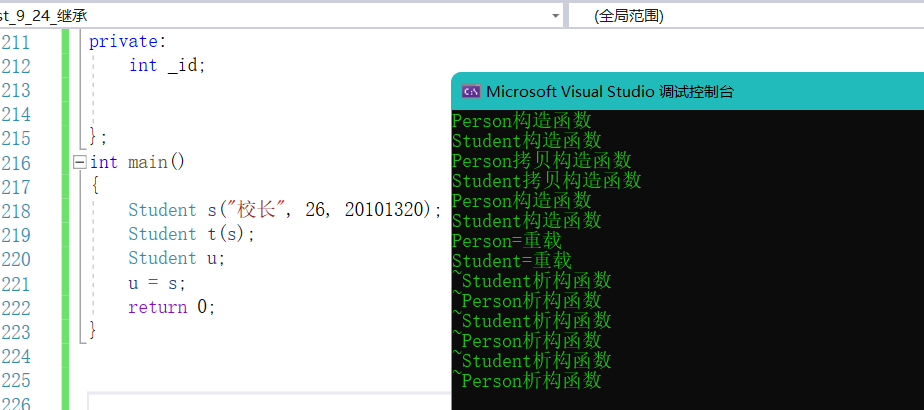 st_9_24_继承
(全局范围)
211 private:
212 int _id;
213
214
215 };
216 int main()
217 {
218 Student s("校长", 26, 20101320);
219 Student t(s);
220 Student u;
221 u = s;
222 return 0;
223 }
224
225
226
Microsoft Visual Studio 调试控制台
Person构造函数
Student构造函数
Person拷贝构造函数
Student拷贝构造函数
Person构造函数
Student构造函数
Person=重载
Student=重载
~Student析构函数
~Person析构函数
~Student析构函数
~Person析构函数
~Student析构函数
~Person析构函数